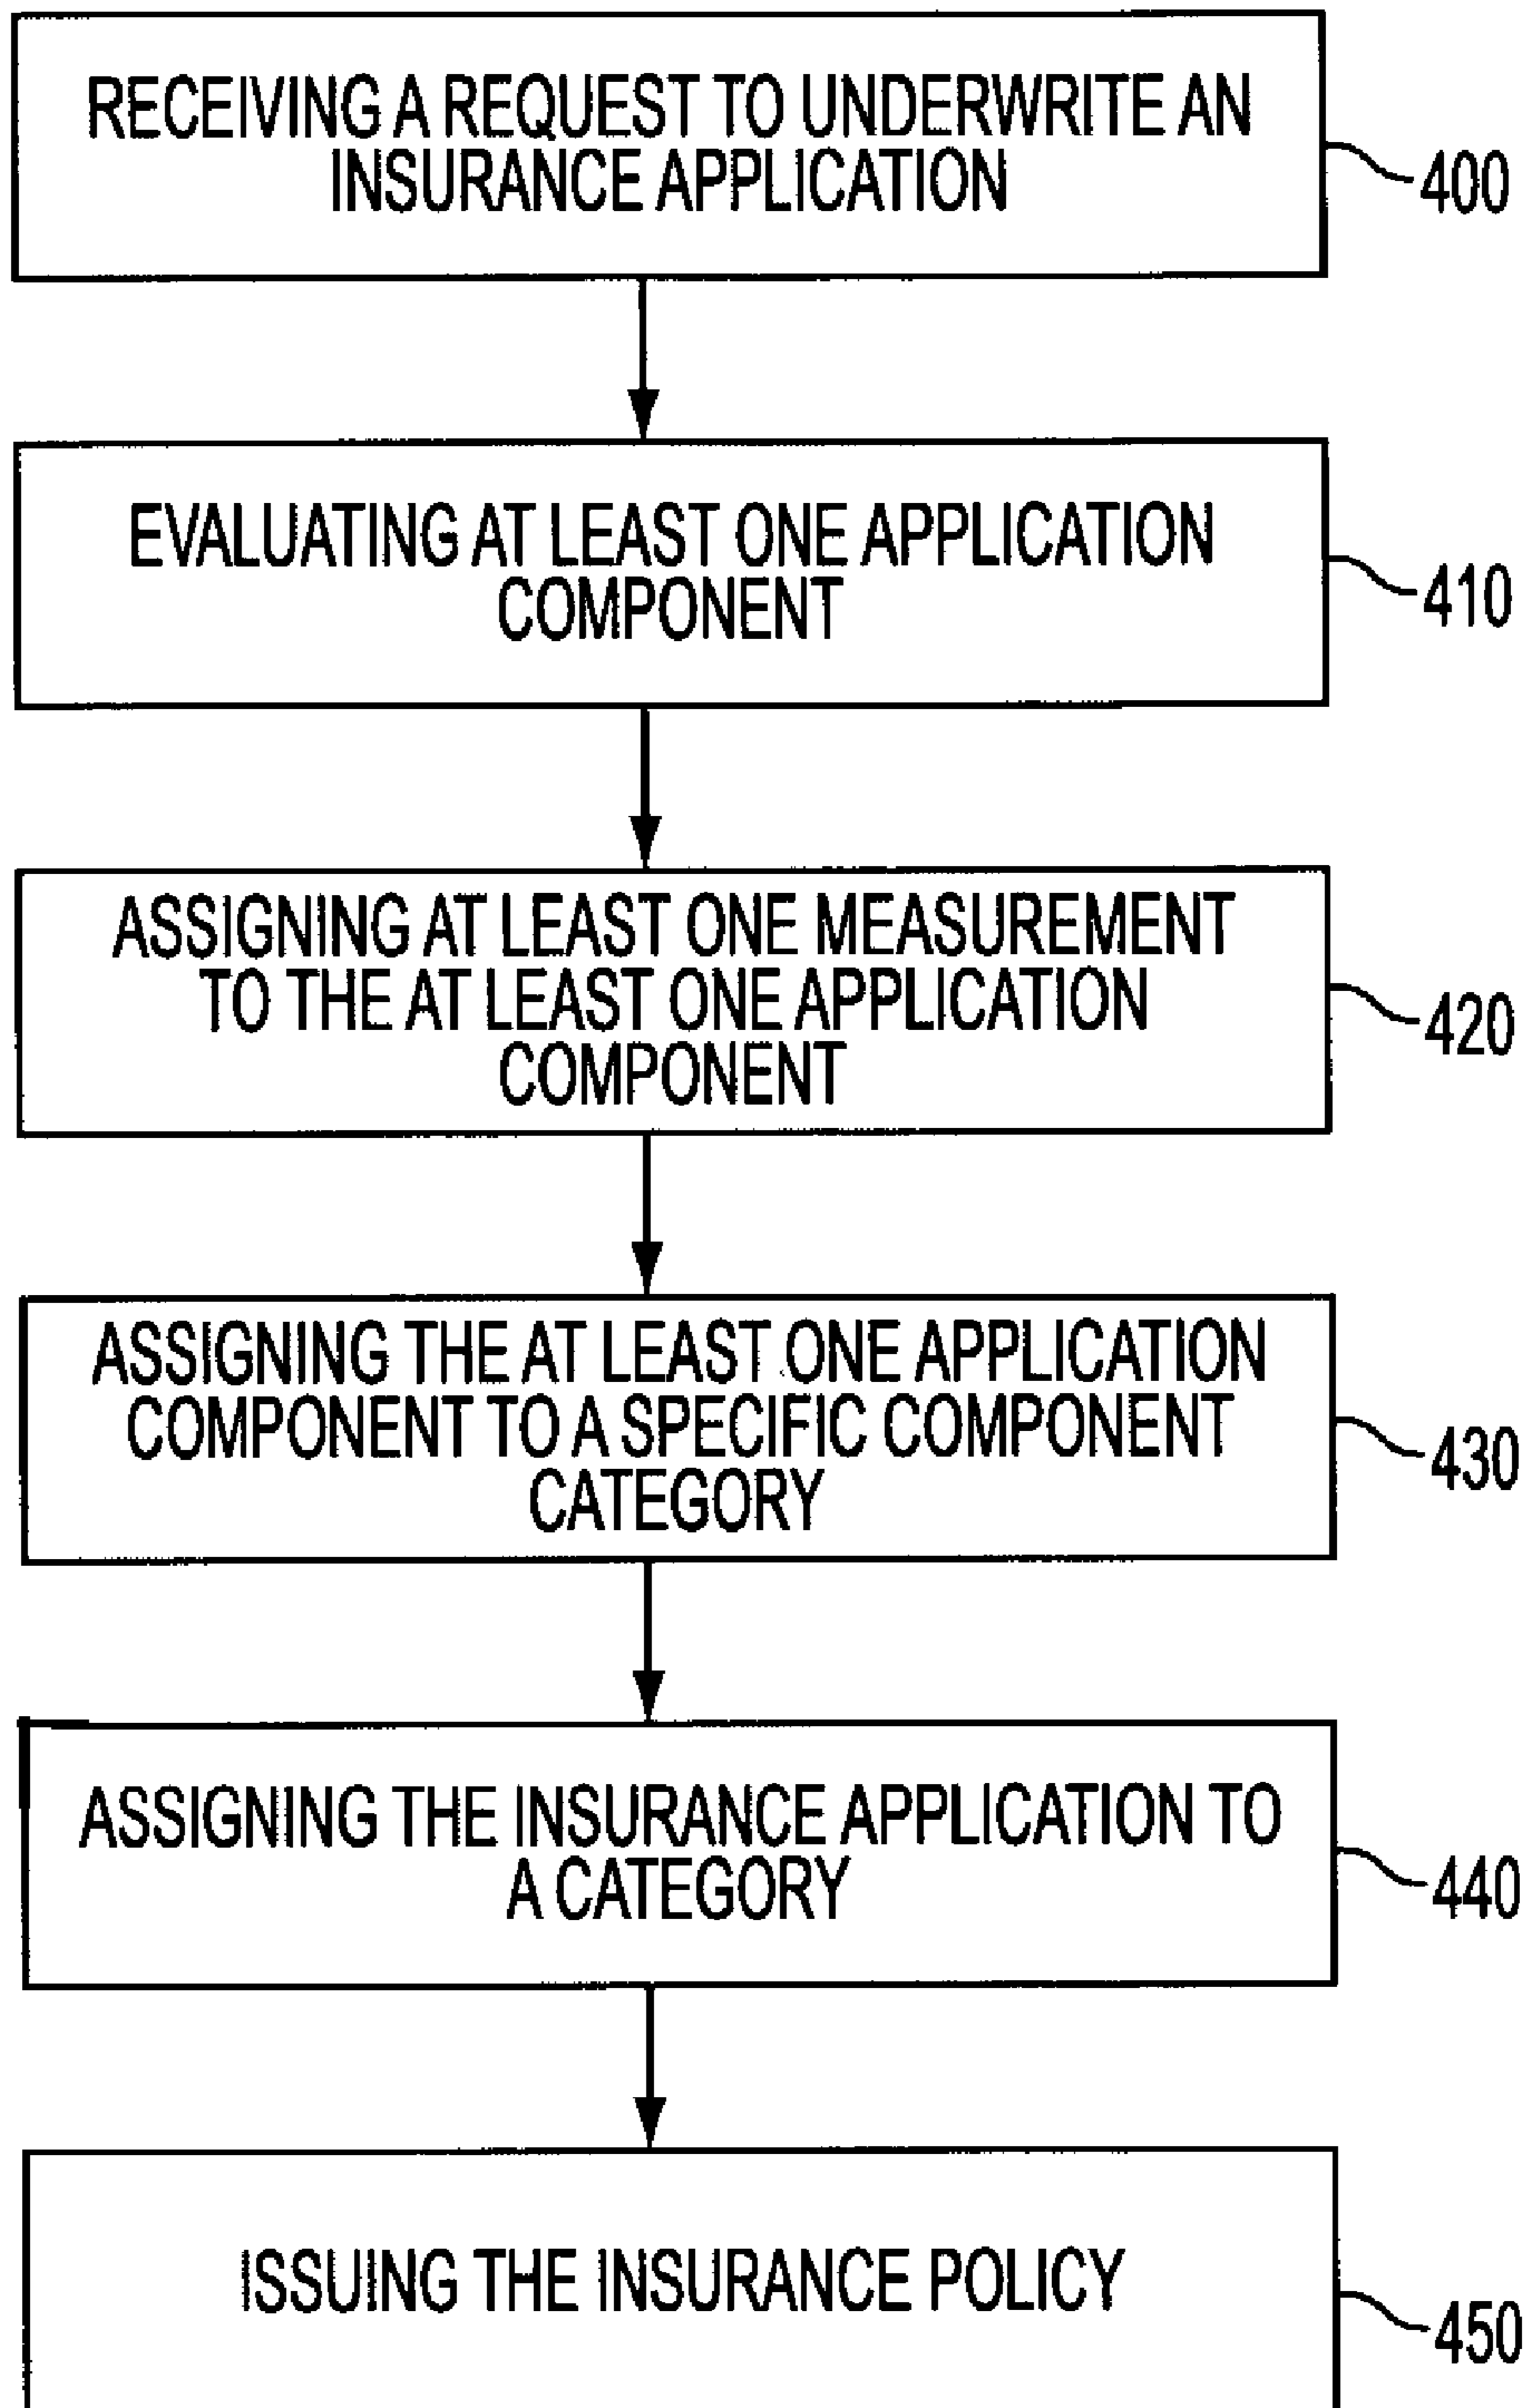 RECEIVING A REQUEST TO UNDERWRITE AN
INSURANCE APPLICATION
400
EVALUATING AT LEAST ONE APPLICATION
COMPONENT
410
ASSIGNING AT LEAST ONE MEASUREMENT
TO THE AT LEAST ONE APPLICATION
COMPONENT
420
ASSIGNING THE AT LEAST ONE APPLICATION
COMPONENT TO A SPECIFIC COMPONENT
CATEGORY
430
ASSIGNING THE INSURANCE APPLICATION TO
A CATEGORY
440
ISSUING THE INSURANCE POLICY
450